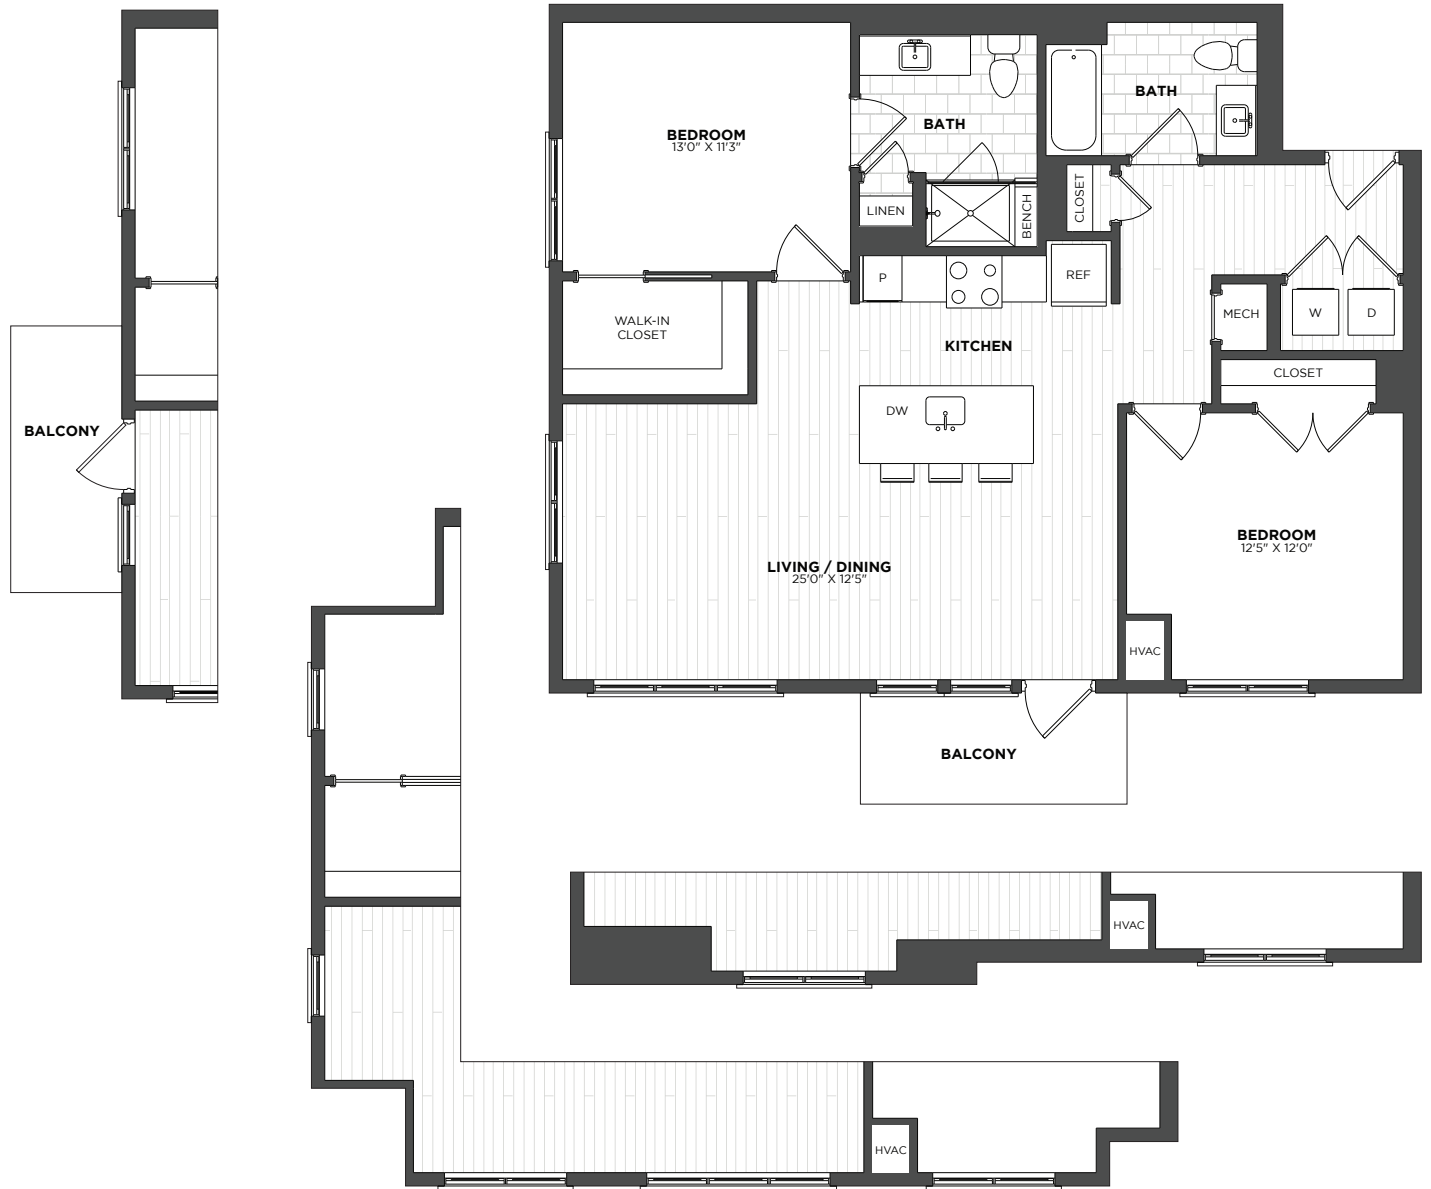 BATH
BEDROOM
13'0" X 11'3"
BATH
CLOSET
LINEN
BENCH
P
REF
WALK-IN
CLOSET
MECH
W
D
KITCHEN
CLOSET
DW
BALCONY
BEDROOM
12'5" X 12'0"
LIVING / DINING
25'0" X 12'5"
HVAC
BALCONY
HVAC
HVAC